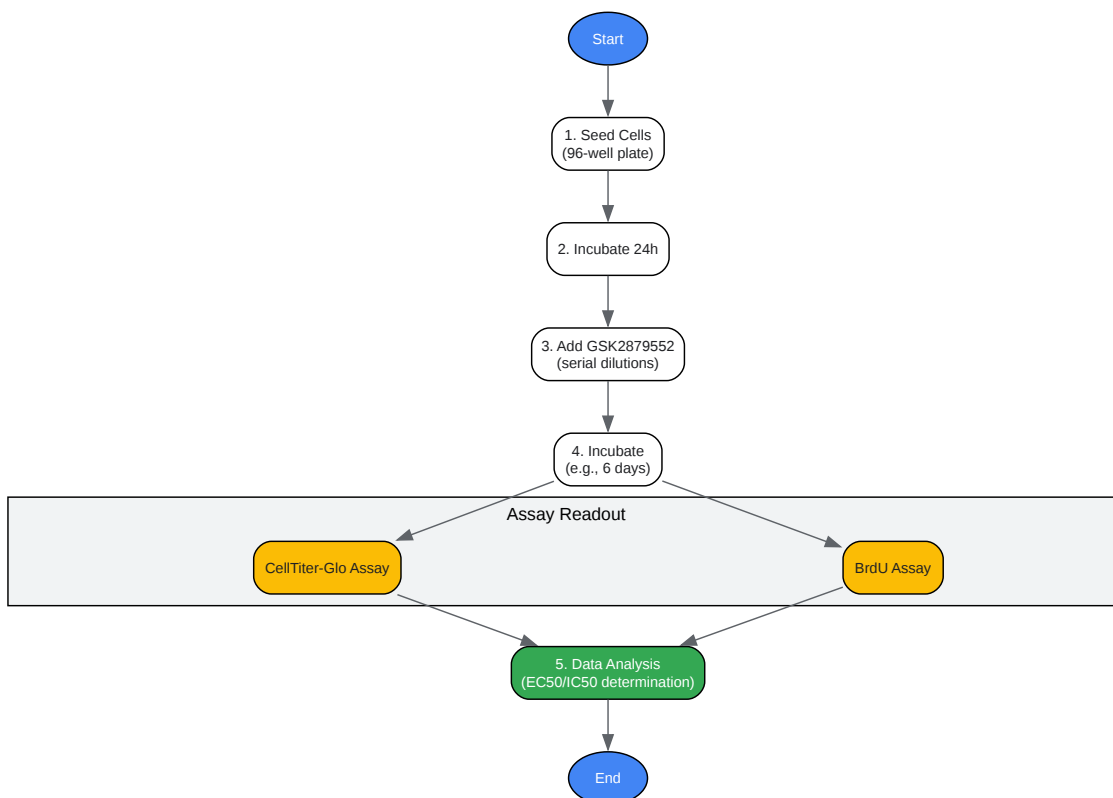 Start
1. Seed Cells
(96-well plate)
2. Incubate 24h
3. Add GSK2879552
(serial dilutions)
4. Incubate
(e.g., 6 days)
Assay Readout
CellTiter-Glo Assay
BrdU Assay
5. Data Analysis
(EC50/IC50 determination)
End